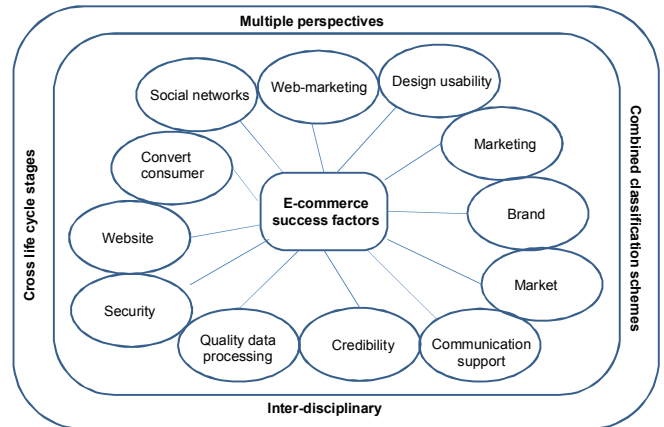 Multiple perspectives
Web-marketing
Design usability
Social networks
Marketing
Convert
consumer
E-commerce
success factors
Brand
Website
Market
Security
Quality data
processing
Credibility
Communication
support
Cross life cycle stages
Combined classification schemes
Inter-disciplinary